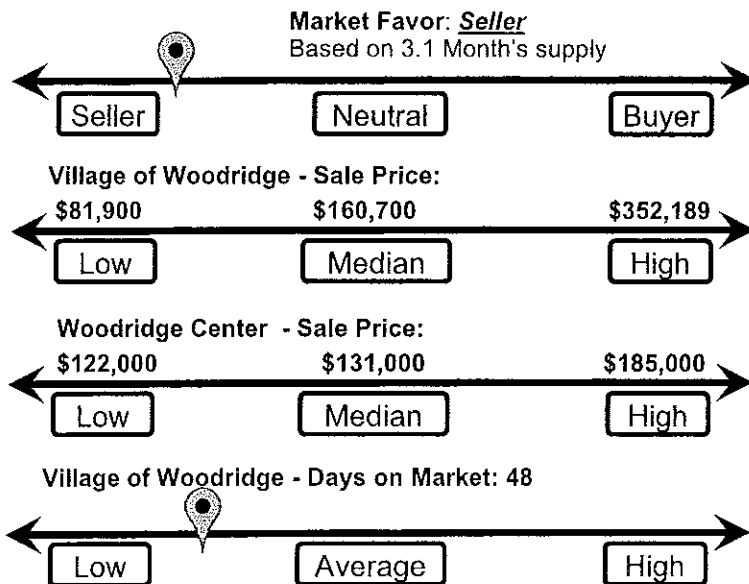 Market Favor: Seller
Based on 3.1 Month's supply
Seller Neutral Buyer
Village of Woodridge - Sale Price:
$81,900 $160,700 $352,189
Low Median High
Woodridge Center - Sale Price:
$122,000 $131,000 $185,000
Low Median High
Village of Woodridge - Days on Market: 48
Low Average High